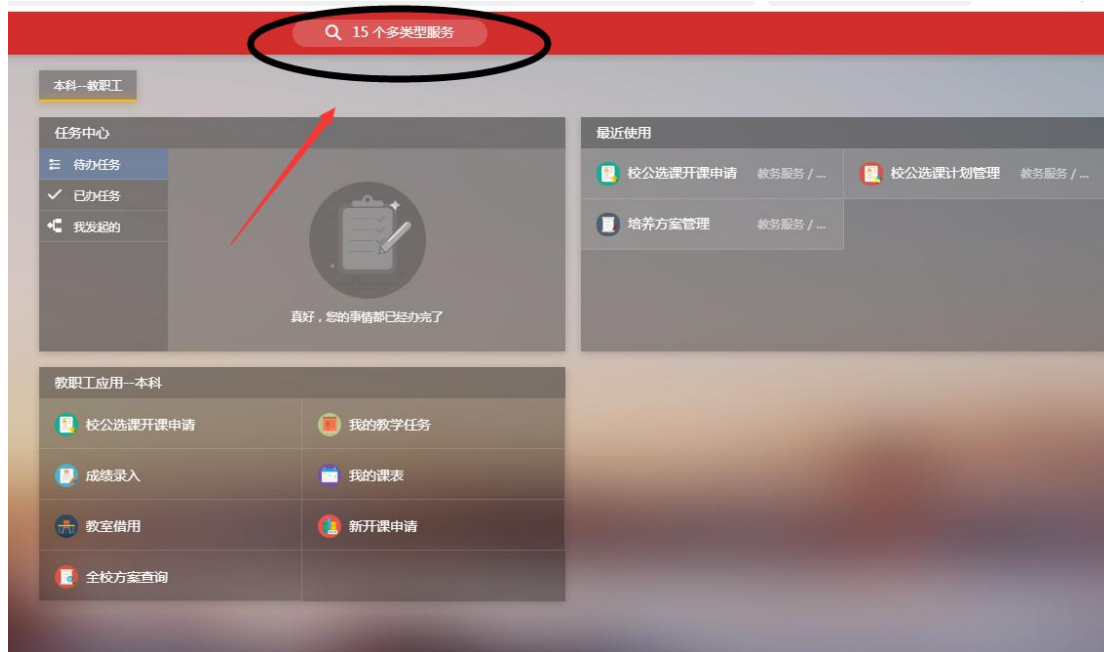 15 个多类型服务
本科--教职工
任务中心
待办任务
已办任务
我发起的
真好，您的事情都已经办完了
最近使用
校公选课开课申请 教务服务 / ...
校公选课计划管理 教务服务 / ...
培养方案管理 教务服务 / ...
教职工应用--本科
校公选课开课申请
我的教学任务
成绩录入
我的课表
教室借用
新开课申请
全校方案查询